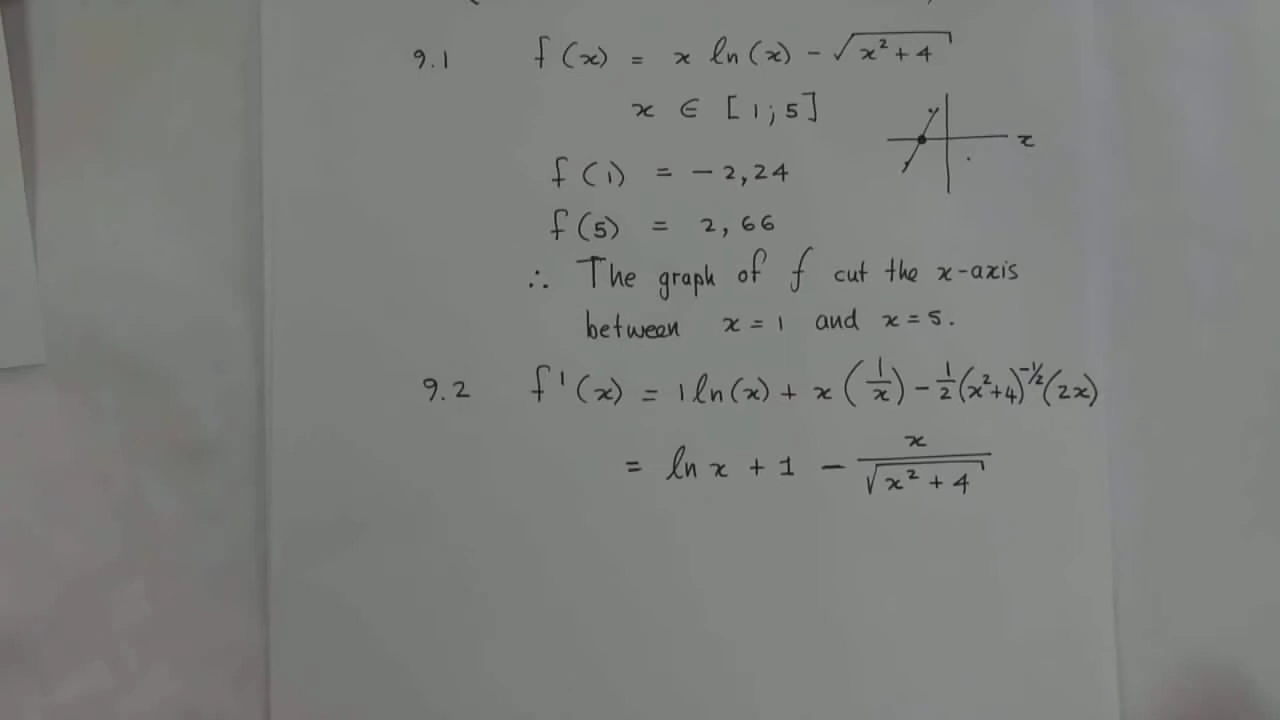 9.1 f(x) = x ln(x) - √(x² + 4)
x ∈ [1;5]
x
f(1) = -2,24
f(5) = 2,66
∴ The graph of f cut the x-axis
between x = 1 and x = 5.
9.2 f'(x) = 1 ln(x) + x (1/x) - 1/2 (x²+4)^(-1/2) (2x)
= ln x + 1 - x/√(x² + 4)